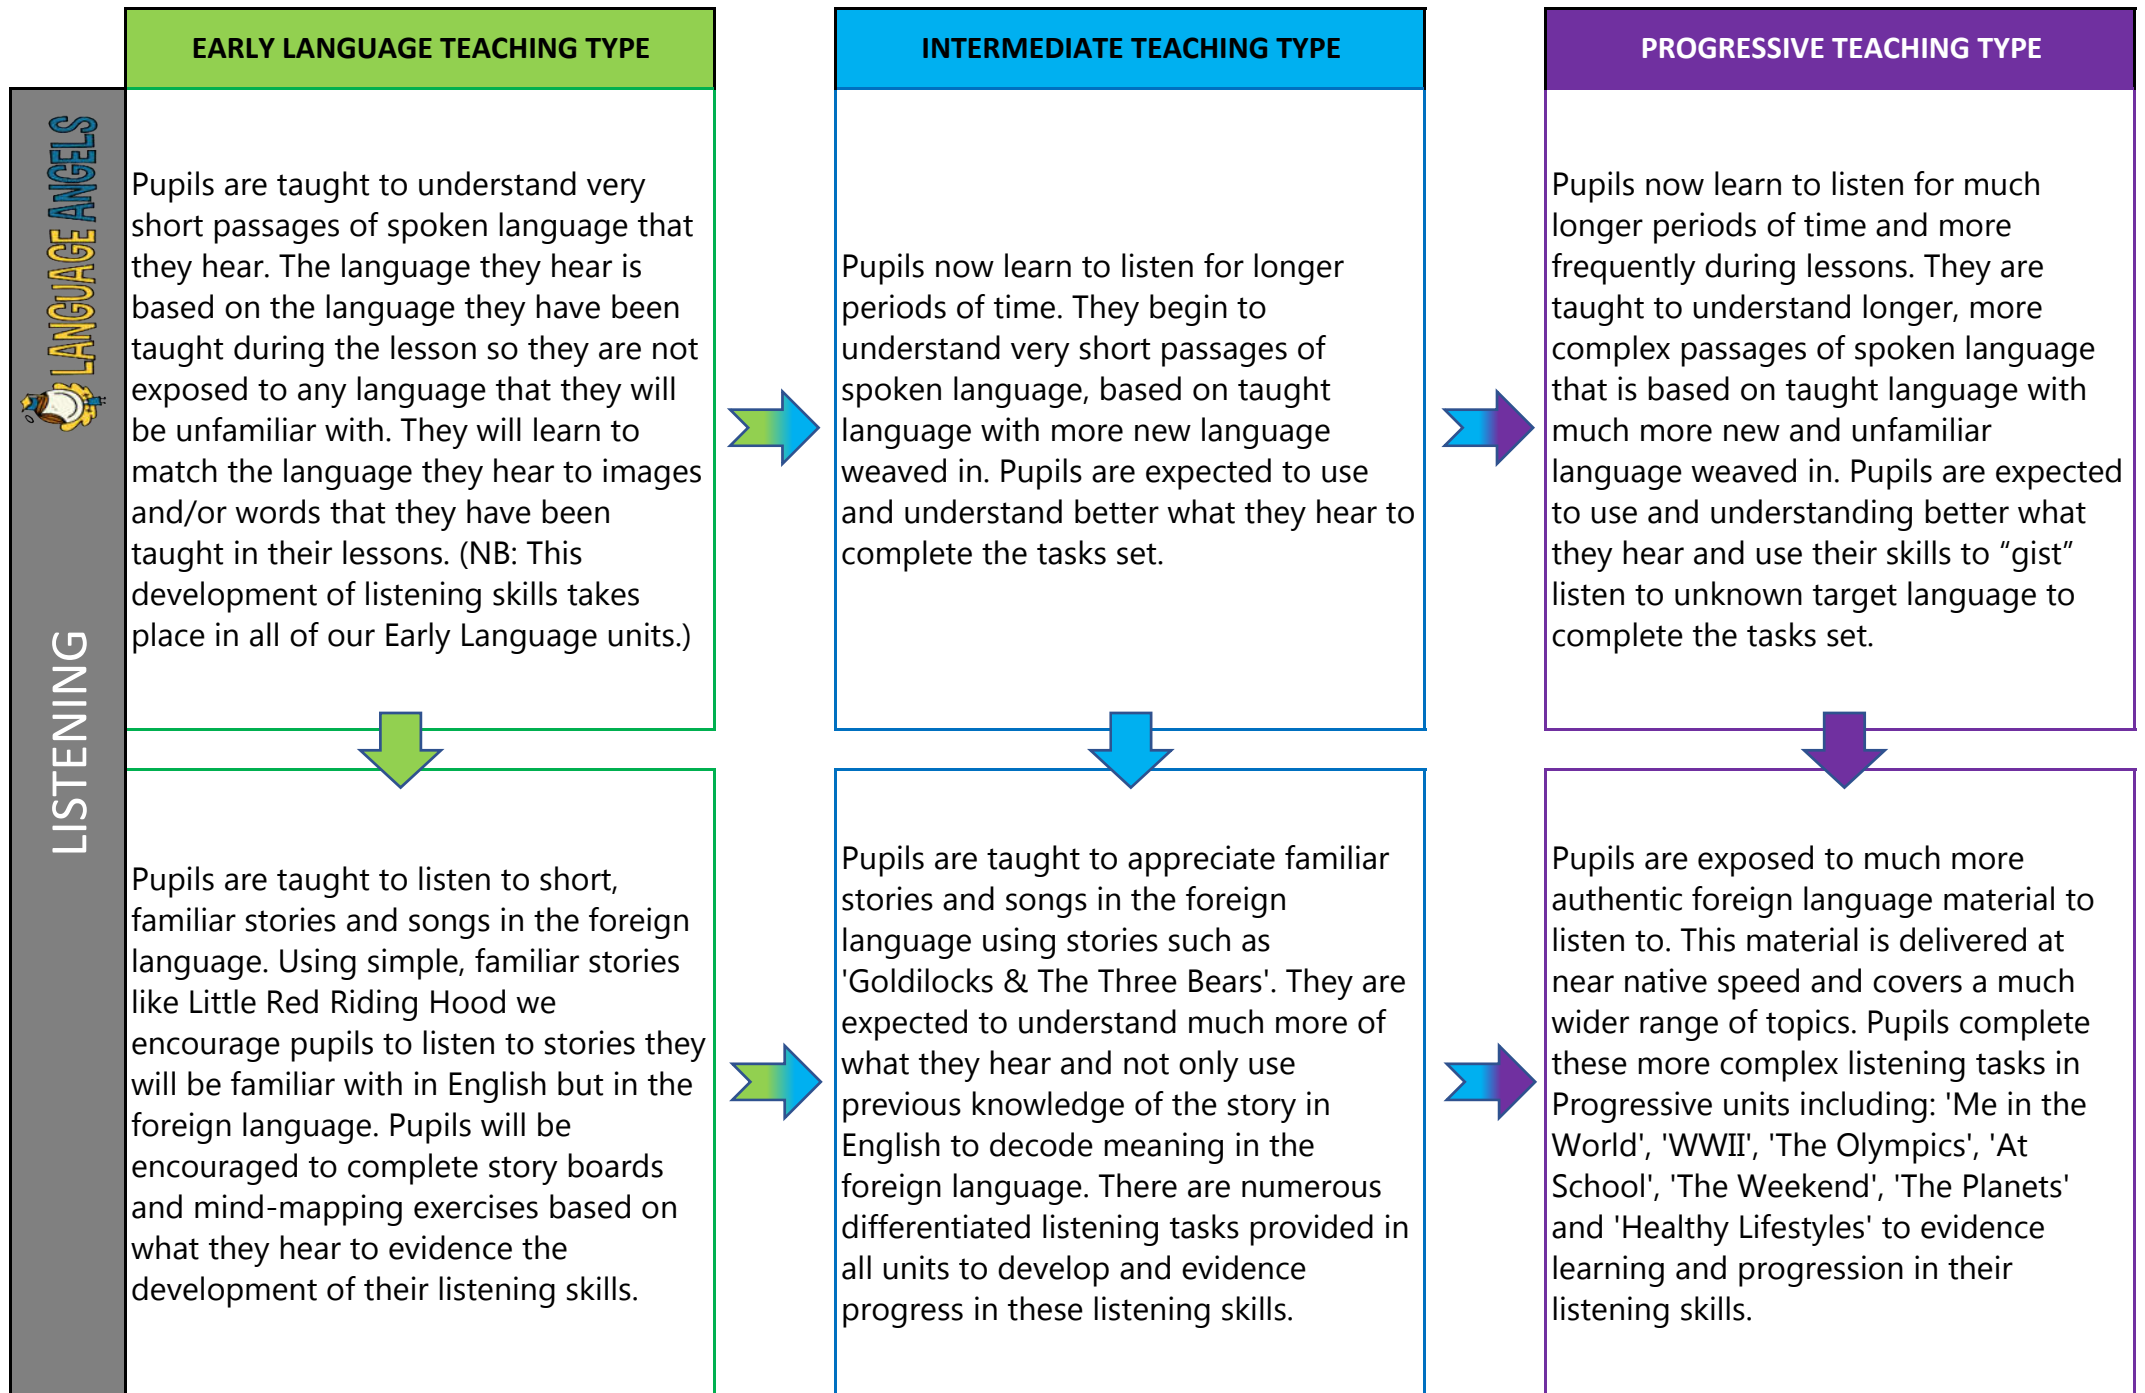 EARLY LANGUAGE TEACHING TYPE
INTERMEDIATE TEACHING TYPE
PROGRESSIVE TEACHING TYPE
LANGUAGE ANGELS
LISTENING
Pupils are taught to understand very
short passages of spoken language that
they hear. The language they hear is
based on the language they have been
taught during the lesson so they are not
exposed to any language that they will
be unfamiliar with. They will learn to
match the language they hear to images
and/or words that they have been
taught in their lessons. (NB: This
development of listening skills takes
place in all of our Early Language units.)
Pupils now learn to listen for longer
periods of time. They begin to
understand very short passages of
spoken language, based on taught
language with more new language
weaved in. Pupils are expected to use
and understand better what they hear to
complete the tasks set.
Pupils now learn to listen for much
longer periods of time and more
frequently during lessons. They are
taught to understand longer, more
complex passages of spoken language
that is based on taught language with
much more new and unfamiliar
language weaved in. Pupils are expected
to use and understanding better what
they hear and use their skills to “gist”
listen to unknown target language to
complete the tasks set.
Pupils are taught to listen to short,
familiar stories and songs in the foreign
language. Using simple, familiar stories
like Little Red Riding Hood we
encourage pupils to listen to stories they
will be familiar with in English but in the
foreign language. Pupils will be
encouraged to complete story boards
and mind-mapping exercises based on
what they hear to evidence the
development of their listening skills.
Pupils are taught to appreciate familiar
stories and songs in the foreign
language using stories such as
'Goldilocks & The Three Bears'. They are
expected to understand much more of
what they hear and not only use
previous knowledge of the story in
English to decode meaning in the
foreign language. There are numerous
differentiated listening tasks provided in
all units to develop and evidence
progress in these listening skills.
Pupils are exposed to much more
authentic foreign language material to
listen to. This material is delivered at
near native speed and covers a much
wider range of topics. Pupils complete
these more complex listening tasks in
Progressive units including: 'Me in the
World', 'WWII', 'The Olympics', 'At
School', 'The Weekend', 'The Planets'
and 'Healthy Lifestyles' to evidence
learning and progression in their
listening skills.